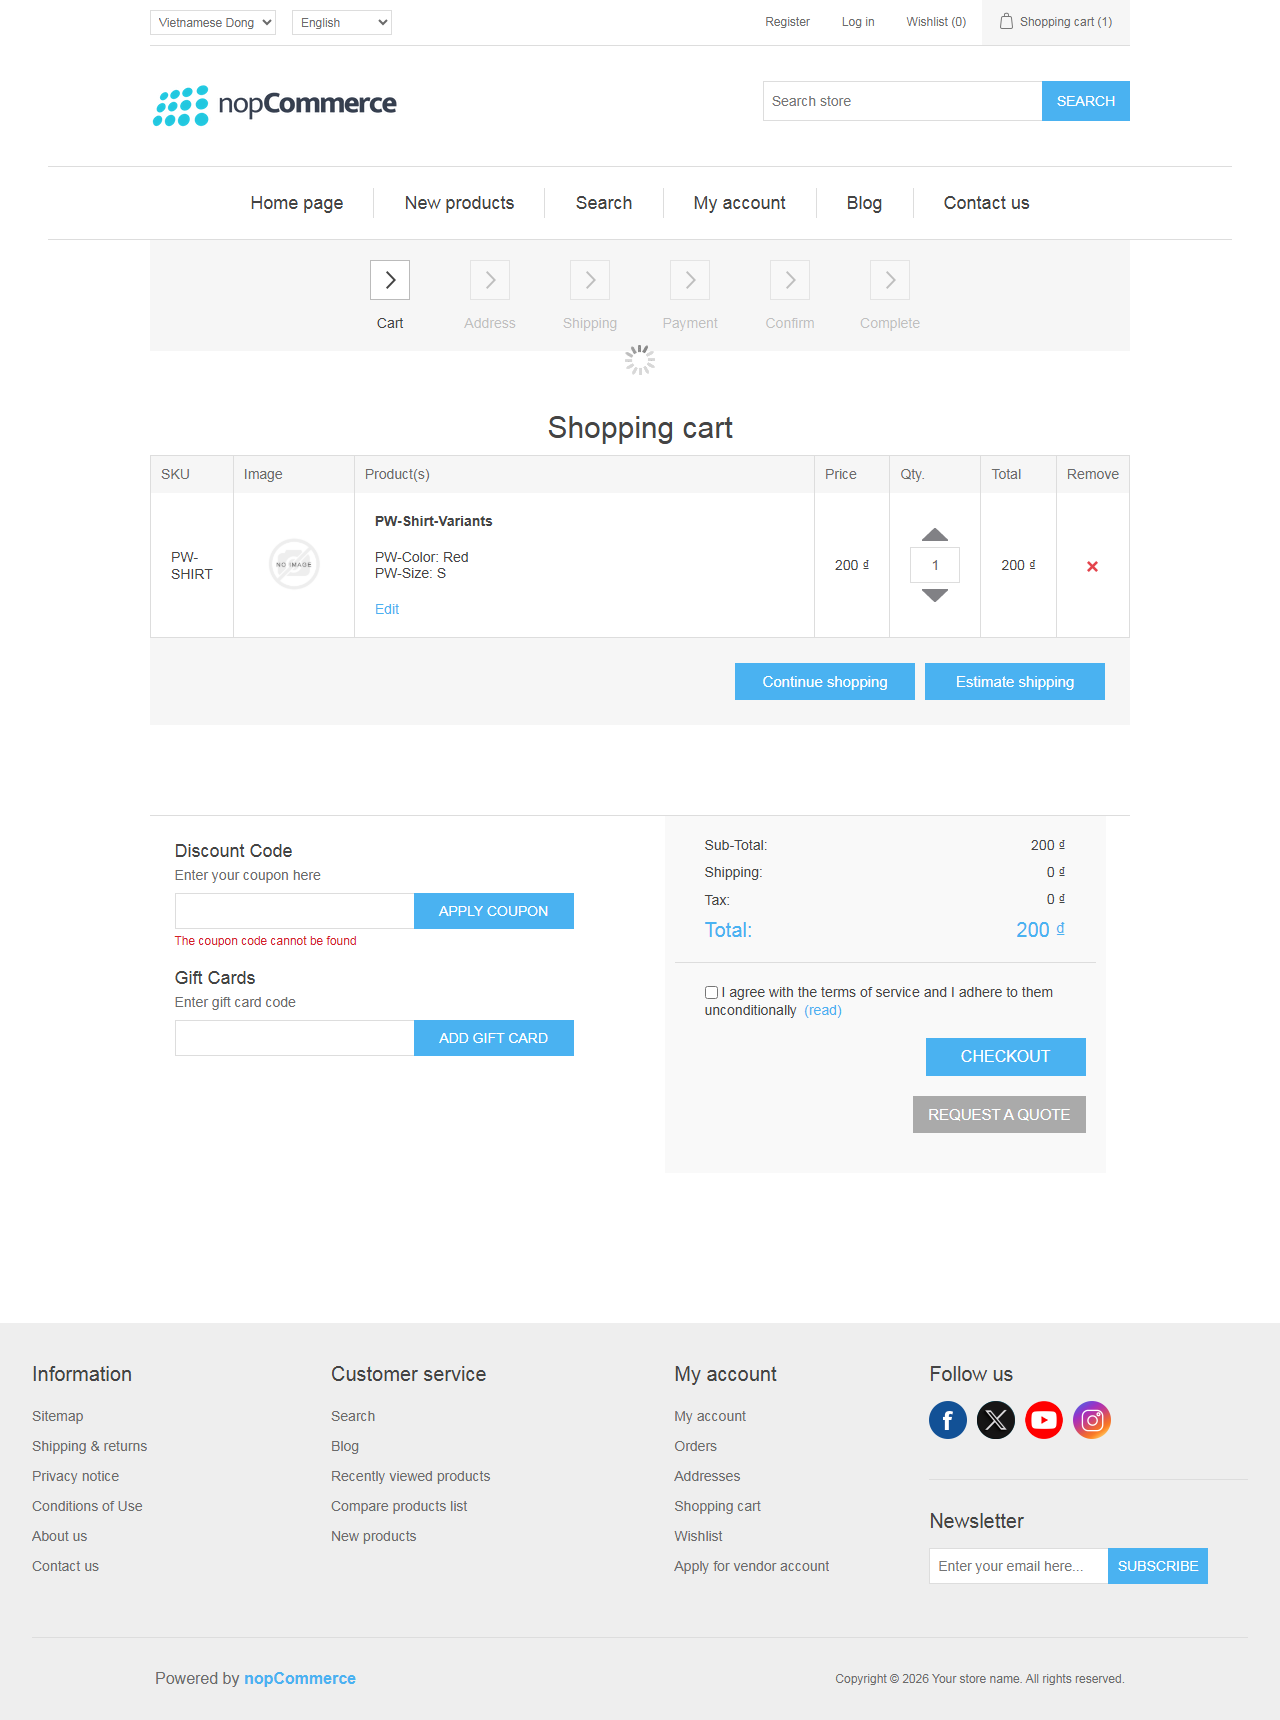 Vietnamese Dong English Register Log in Wishlist (0) Shopping cart (1)
nopCommerce Search store SEARCH
Home page New products Search My account Blog Contact us
Cart Address Shipping Payment Confirm Complete
Shopping cart
SKU Image Product(s) Price Qty. Total Remove
PW-Shirt-Variants
PW-SHIRT NO IMAGE PW-Color: Red 200 ₫ 1 200 ₫
PW-Size: S
Edit
Continue shopping Estimate shipping
Discount Code
Enter your coupon here
APPLY COUPON
The coupon code cannot be found
Gift Cards
Enter gift card code
ADD GIFT CARD
Sub-Total: 200 ₫
Shipping: 0 ₫
Tax: 0 ₫
Total: 200 ₫
I agree with the terms of service and I adhere to them
unconditionally (read)
CHECKOUT
REQUEST A QUOTE
Information
Sitemap
Shipping & returns
Privacy notice
Conditions of Use
About us
Contact us
Customer service
Search
Blog
Recently viewed products
Compare products list
New products
My account
My account
Orders
Addresses
Shopping cart
Wishlist
Apply for vendor account
Follow us
Newsletter
Enter your email here... SUBSCRIBE
Powered by nopCommerce
Copyright © 2026 Your store name. All rights reserved.